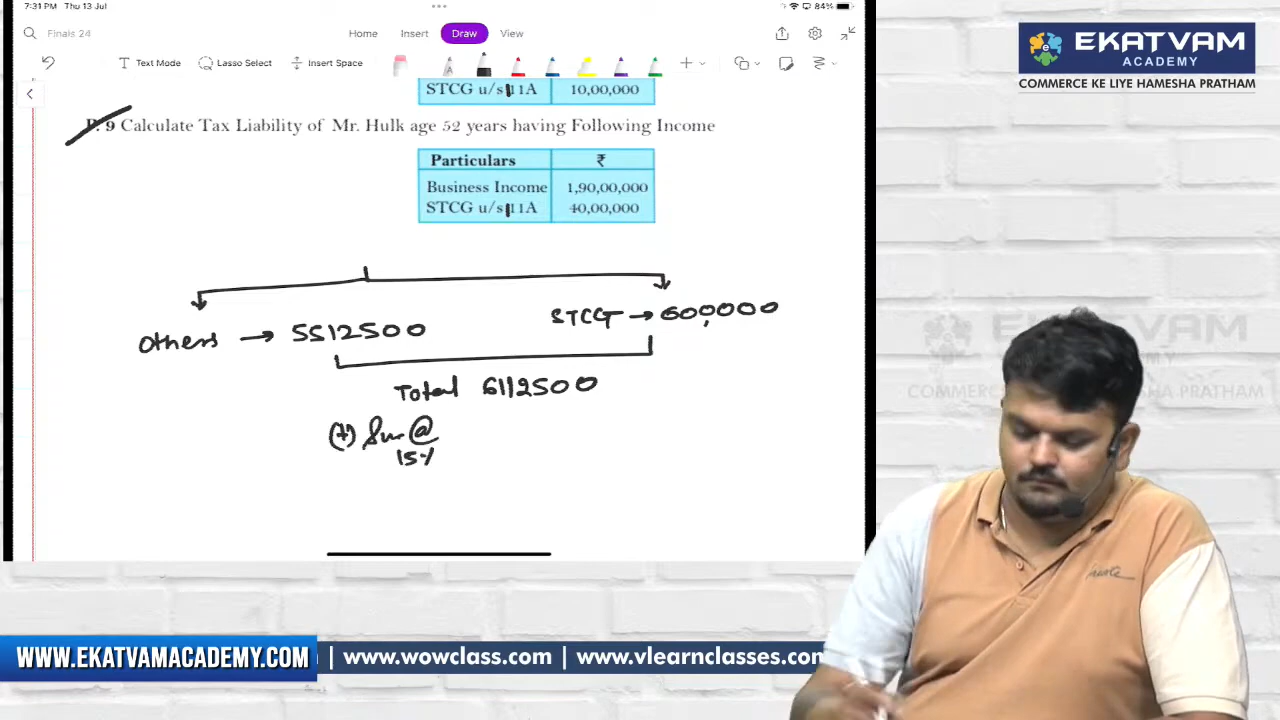 7:31 PM Thu 13 Jul
84%
Finals 24
Home Insert Draw View
Text Mode Lasso Select Insert Space
STCG u/s 111A 10,00,000
P. 9 Calculate Tax Liability of Mr. Hulk age 52 years having Following Income
Particulars ₹
Business Income 1,90,00,000
STCG u/s 111A 40,00,000
Others → 5512500
STCG → 600,000
Total 6112500
(+) Sur @
15%
EKATVAM
ACADEMY
COMMERCE KE LIYE HAMESHA PRATHAM
EKATVAM
WWW.EKATVAMACADEMY.COM | www.wowclass.com | www.vlearnclasses.com